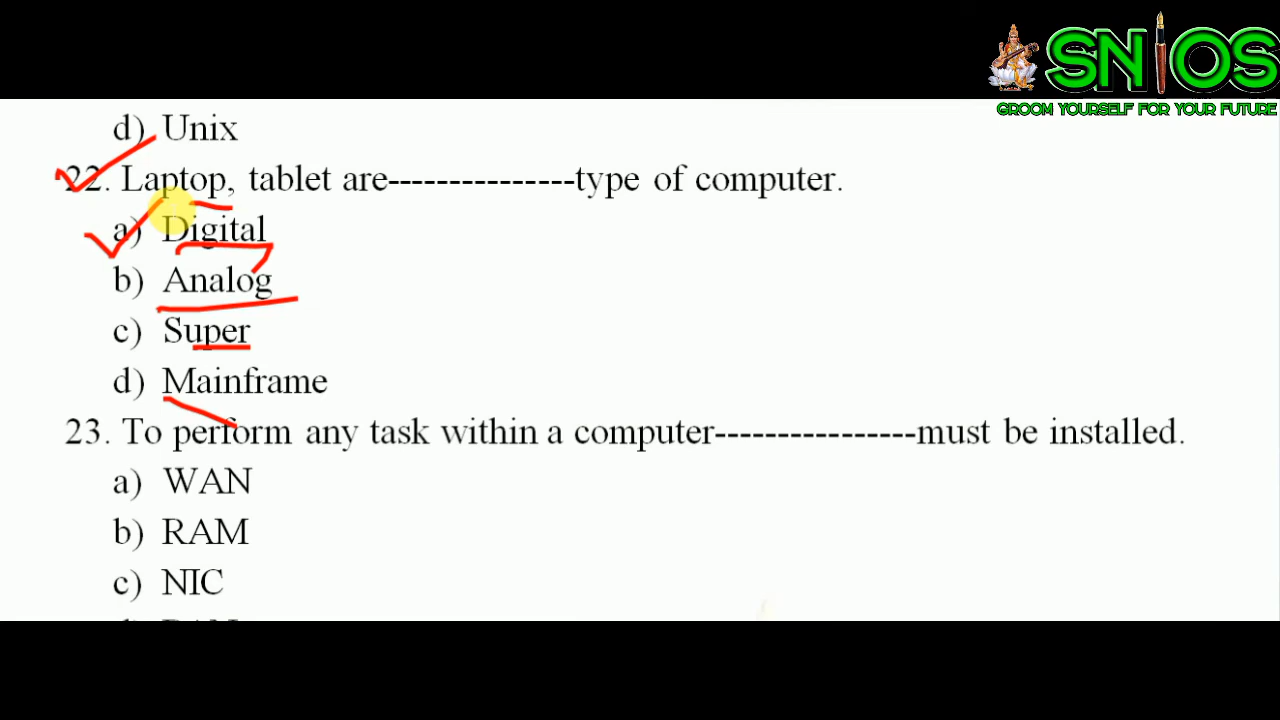 SNIOS
GROOM YOURSELF FOR YOUR FUTURE
d) Unix
22. Laptop, tablet are---------------type of computer.
a) Digital
b) Analog
c) Super
d) Mainframe
23. To perform any task within a computer----------------must be installed.
a) WAN
b) RAM
c) NIC